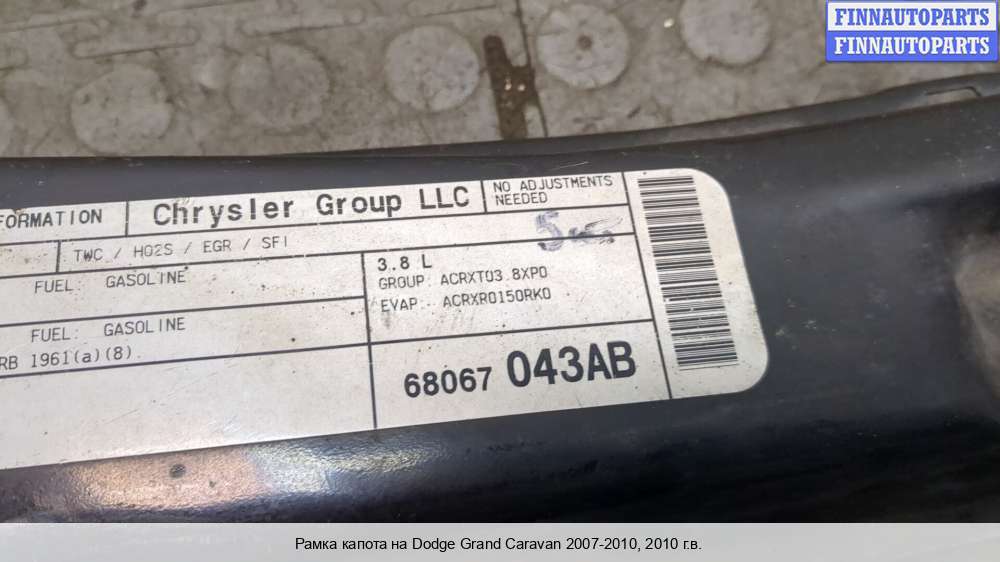 FINNAUTOPARTS
FINNAUTOPARTS
FORMATION
Chrysler Group LLC
NO ADJUSTMENTS
NEEDED
TWC / HO2S / EGR / SFI
5
FUEL: GASOLINE
3.8 L
GROUP: ACRXT03.8XP0
EVAP: ACRXR0150RK0
FUEL: GASOLINE
RB 1961(a)(8).
68067 043AB
Рамка капота на Dodge Grand Caravan 2007-2010, 2010 г.в.